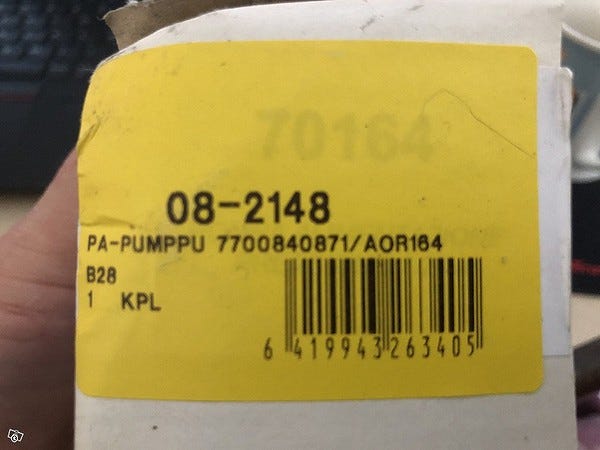 70164
08-2148
PA-PUMPPU 7700840871/AOR164
B28
1 KPL
6 419943 263405